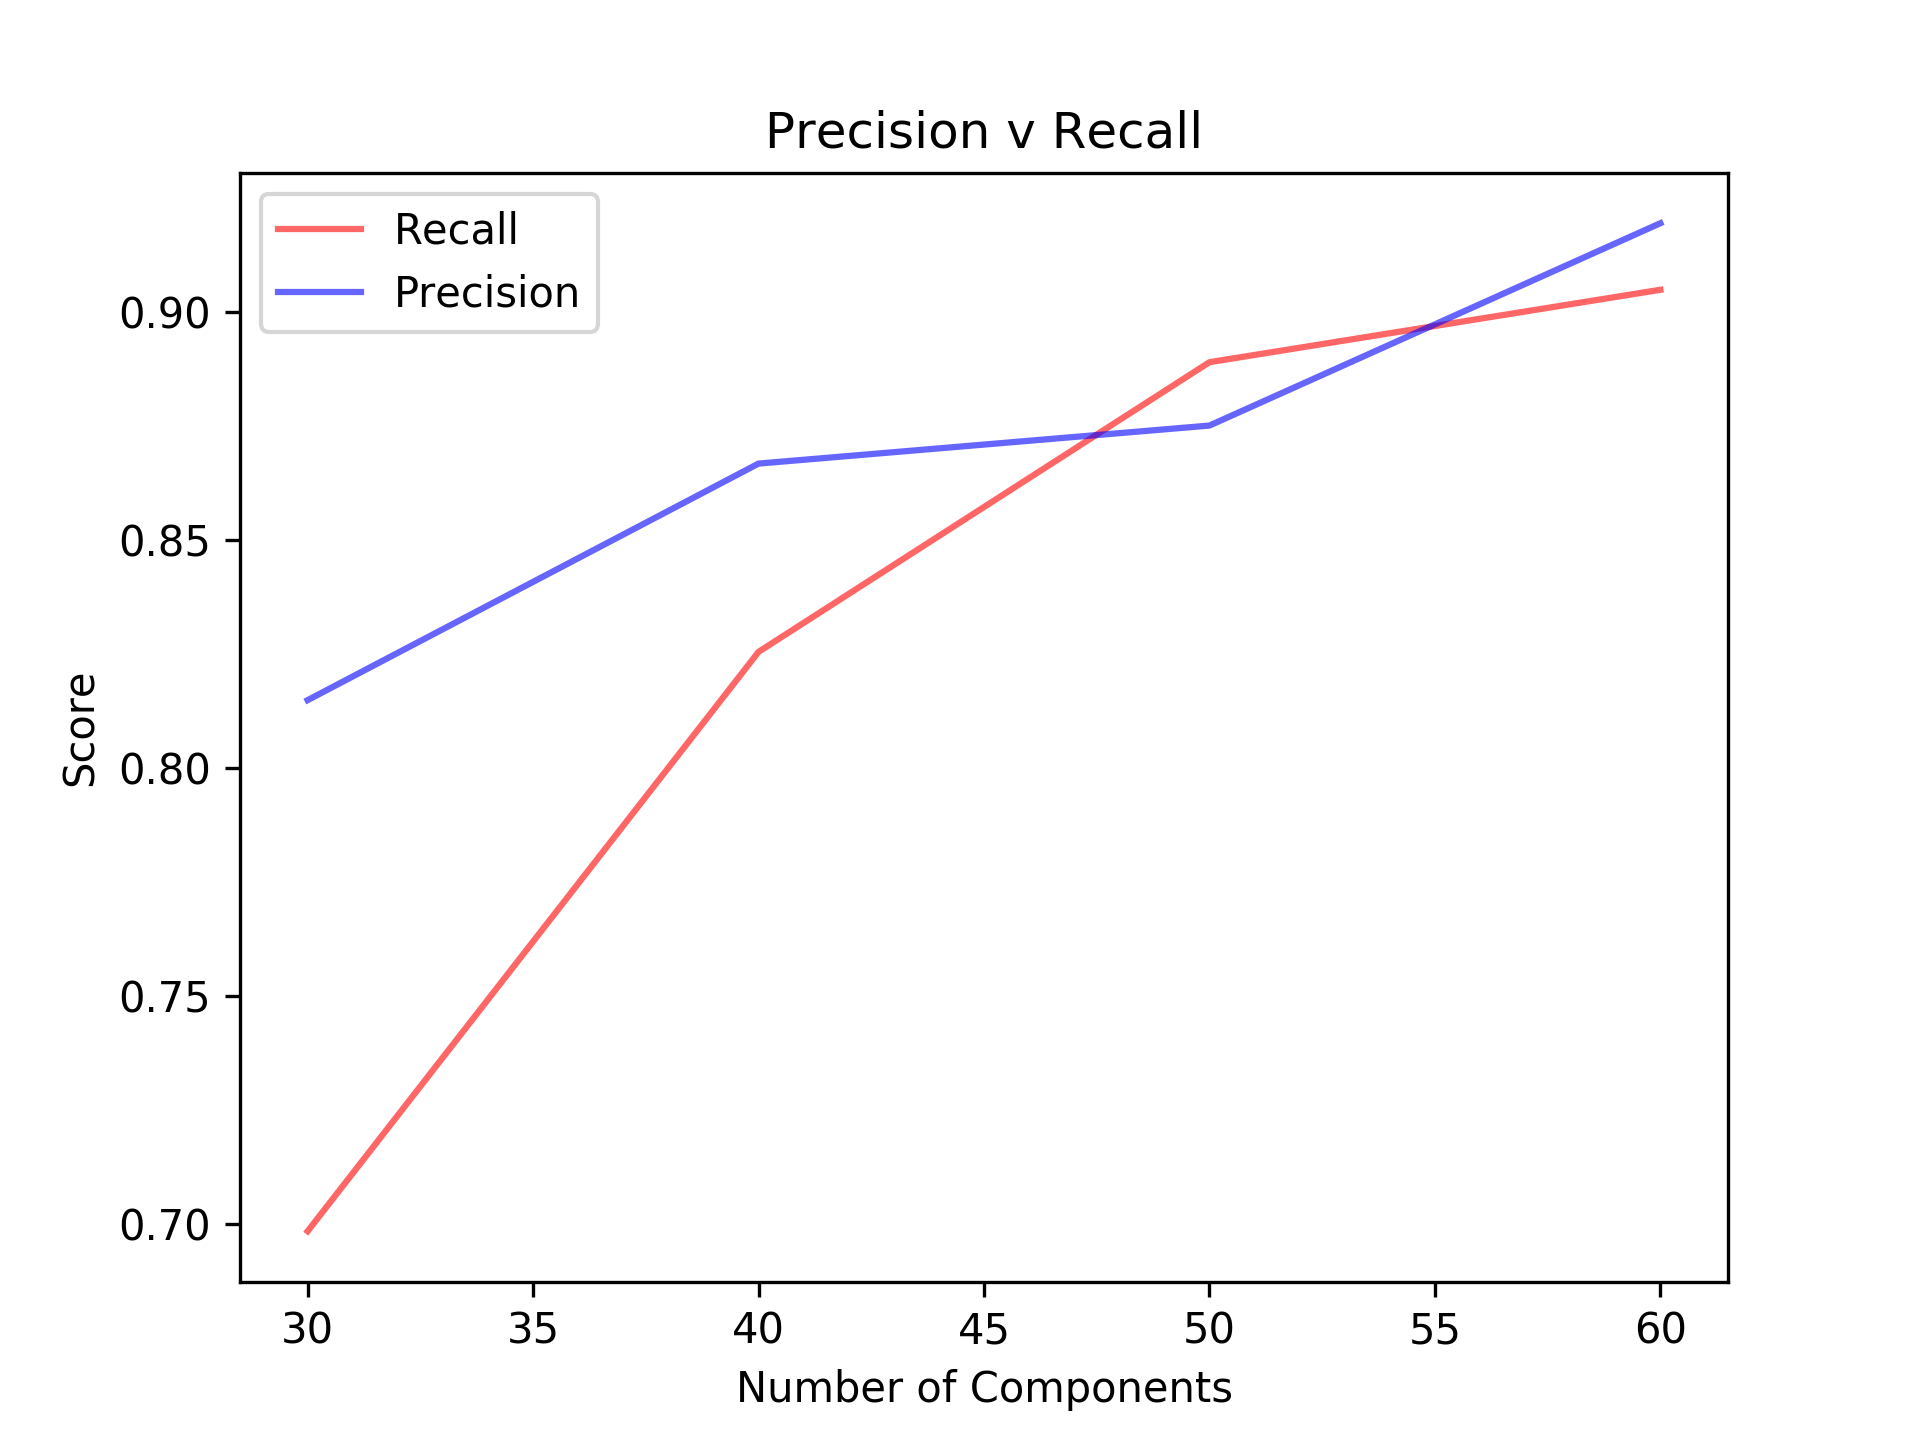 Precision v Recall
Recall
Precision
0.90
0.85
0.80
0.75
0.70
Score
30 35 40 45 50 55 60
Number of Components